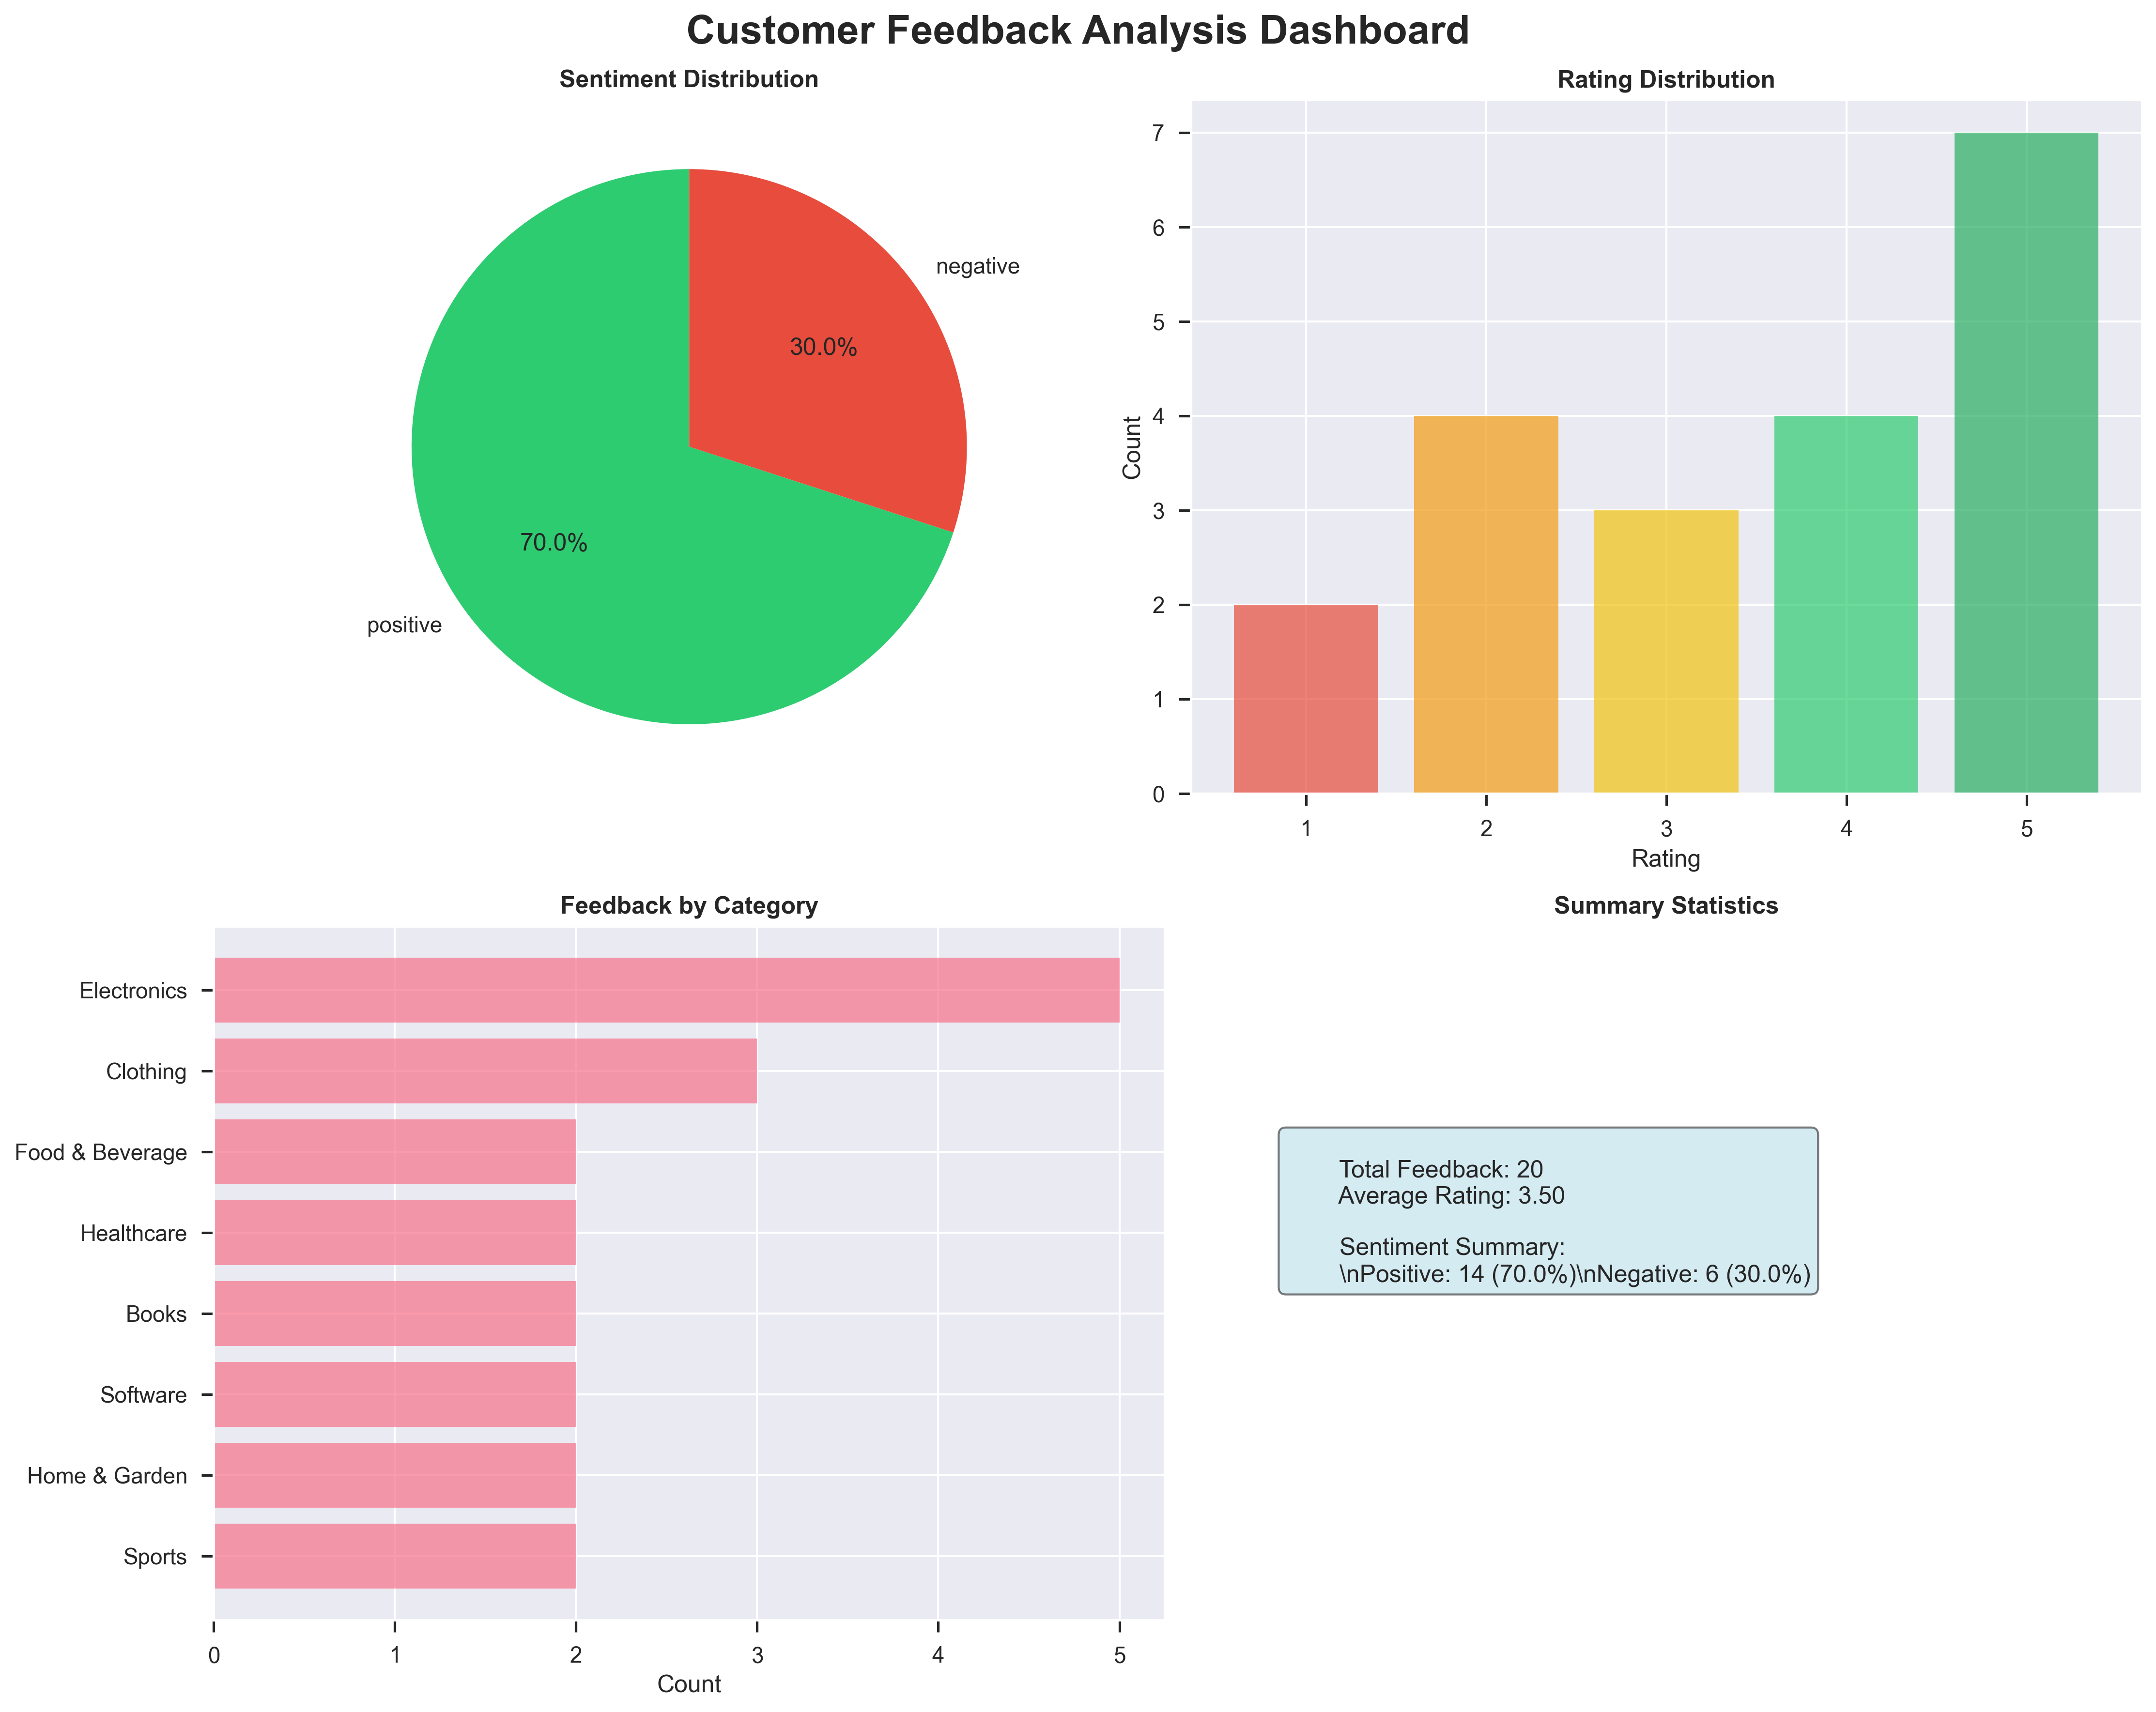 Customer Feedback Analysis Dashboard
Sentiment Distribution
negative
30.0%
70.0%
positive
Rating Distribution
7
6
5
4
3
2
1
0
Count
1
2
3
4
5
Rating
Feedback by Category
Electronics
Clothing
Food & Beverage
Healthcare
Books
Software
Home & Garden
Sports
0
1
2
3
4
5
Count
Summary Statistics
Total Feedback: 20
Average Rating: 3.50
Sentiment Summary:
\nPositive: 14 (70.0%)\nNegative: 6 (30.0%)